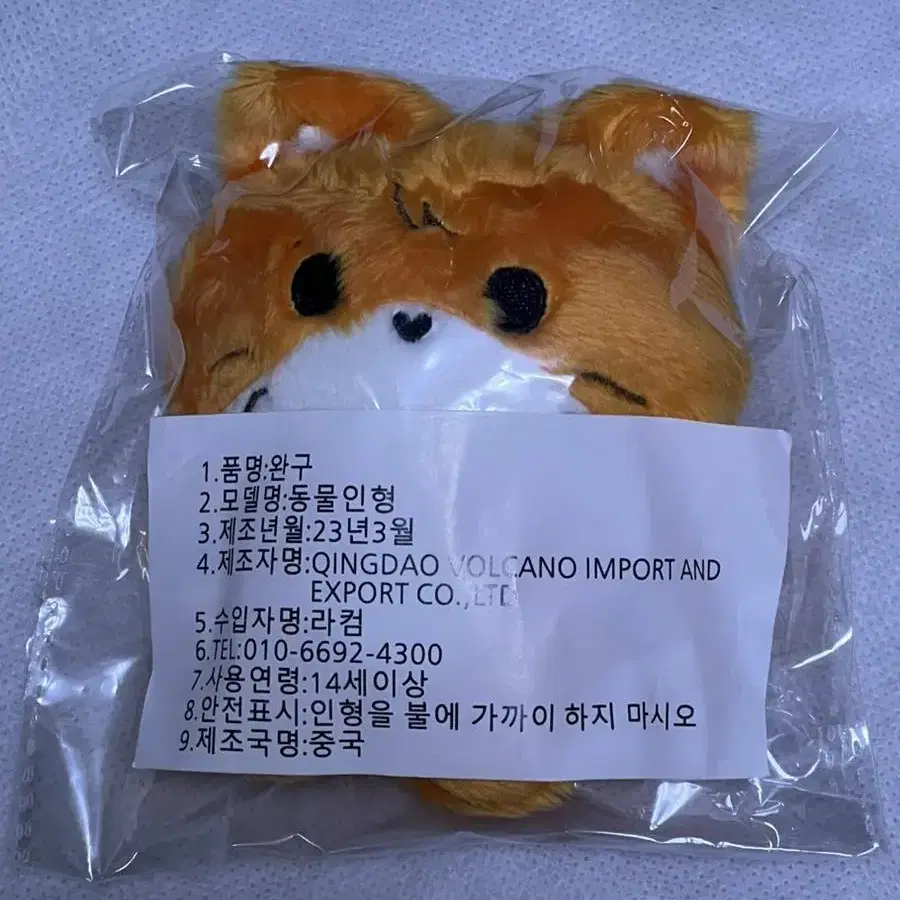 1.품명:완구
2.모델명:동물인형
3.제조년월:23년3월
4.제조자명:QINGDAO VOLCANO IMPORT AND
EXPORT CO.,LTD
5.수입자명:라컴
6.TEL:010-6692-4300
7.사용연령:14세이상
8.안전표시:인형을 불에 가까이 하지 마시오
9.제조국명:중국